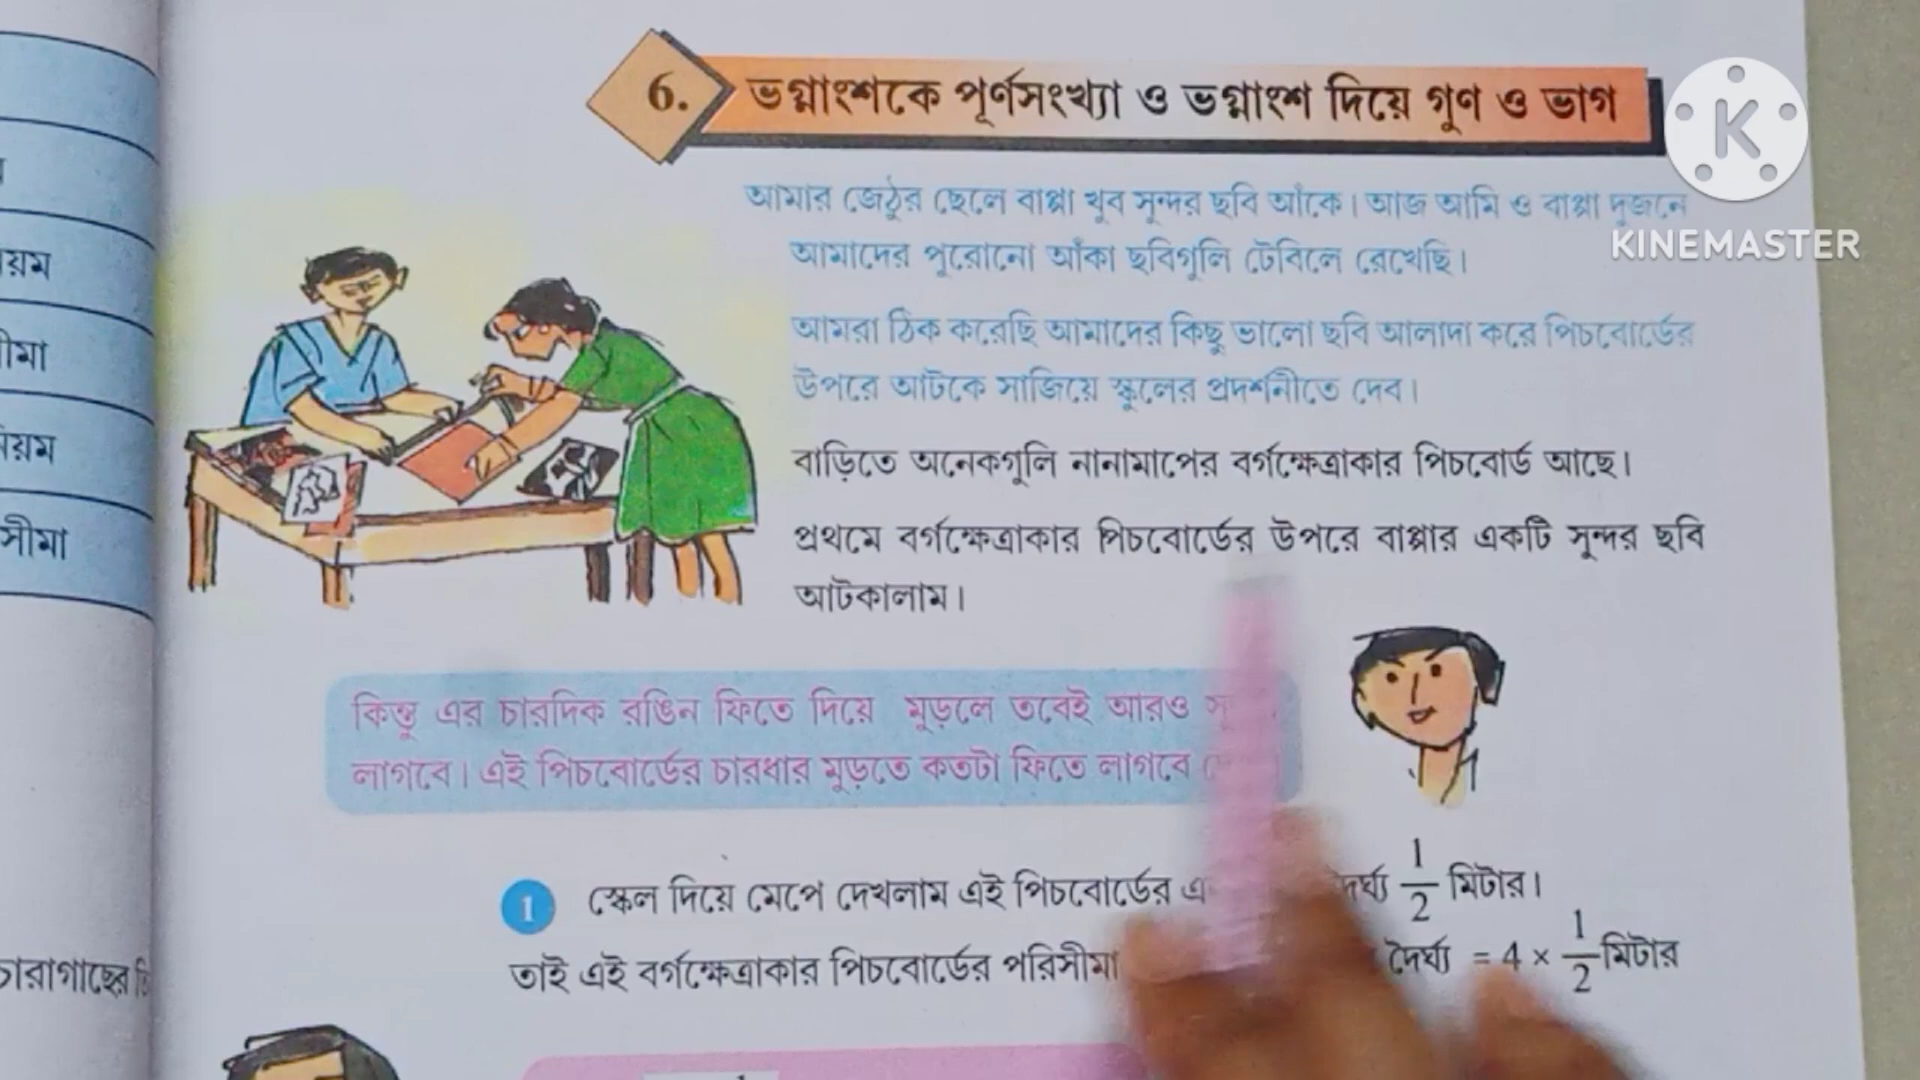 6. ভগ্নাংশকে পূর্ণসংখ্যা ও ভগ্নাংশ দিয়ে গুণ ও ভাগ
K
KINEMASTER
আমার জেঠুর ছেলে বাপ্পা খুব সুন্দর ছবি আঁকে। আজ আমি ও বাপ্পা দুজনে
আমাদের পুরোনো আঁকা ছবিগুলি টেবিলে রেখেছি।
আমরা ঠিক করেছি আমাদের কিছু ভালো ছবি আলাদা করে পিচবোর্ডের
উপরে আটকে সাজিয়ে স্কুলের প্রদর্শনীতে দেব।
বাড়িতে অনেকগুলি নানামাপের বর্গক্ষেত্রাকার পিচবোর্ড আছে।
প্রথমে বর্গক্ষেত্রাকার পিচবোর্ডের উপরে বাপ্পার একটি সুন্দর ছবি
আটকালাম।
কিন্তু এর চারদিক রঙিন ফিতে দিয়ে মুড়লে তবেই আরও
লাগবে। এই পিচবোর্ডের চারধার মুড়তে কতটা ফিতে লাগবে
1 স্কেল দিয়ে মেপে দেখলাম এই পিচবোর্ডের 1/2 মিটার।
তাই এই বর্গক্ষেত্রাকার পিচবোর্ডের পরিসীমা দৈর্ঘ্য = 4 × 1/2 মিটার
য়ম
সীমা